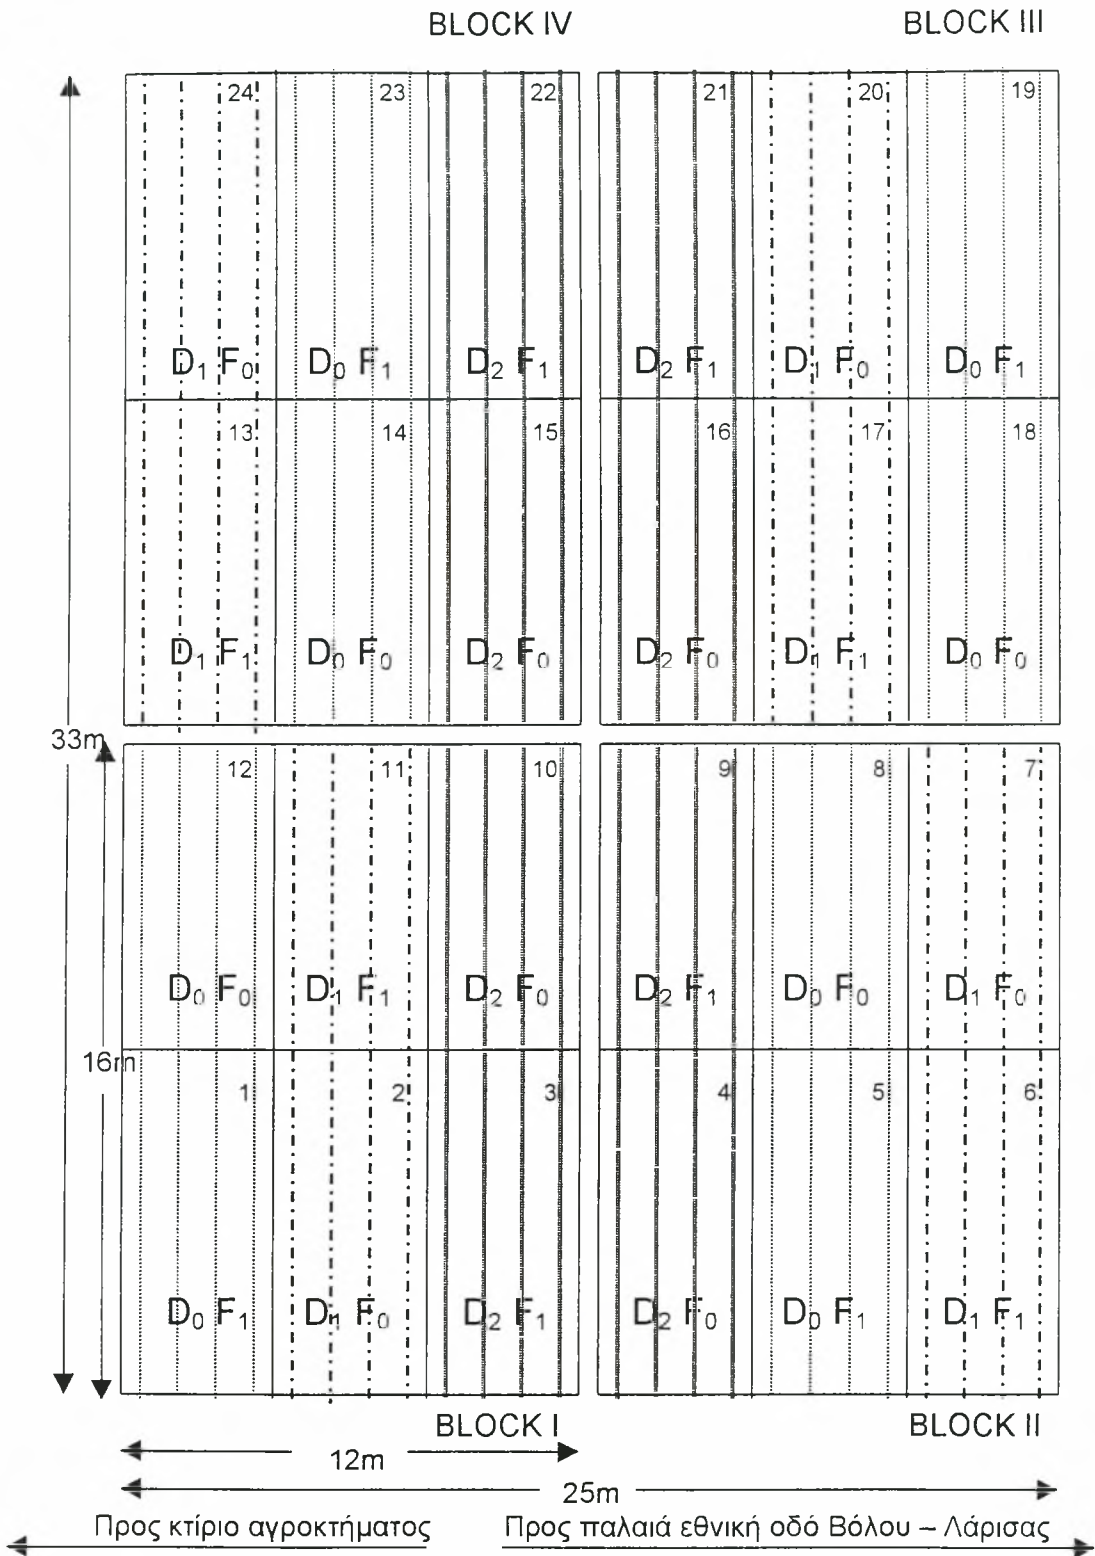 BLOCK IV BLOCK III
24 23 22 21 20 19
D₁ F₀ D₀ F₁ D₂ F₁ D₂ F₁ D₁ F₀ D₀ F₁
13 14 15 16 17 18
D₁ F₁ D₀ F₀ D₂ F₀ D₂ F₀ D₁ F₁ D₀ F₀
33m
12 11 10 9 8 7
D₀ F₀ D₁ F₁ D₂ F₀ D₂ F₁ D₀ F₀ D₁ F₀
16m
1 2 3 4 5 6
D₀ F₁ D₁ F₀ D₂ F₁ D₂ F₀ D₀ F₁ D₁ F₁
BLOCK I BLOCK II
12m
25m
Προς κτίριο αγροκτήματος Προς παλαιά εθνική οδό Βόλου – Λάρισας